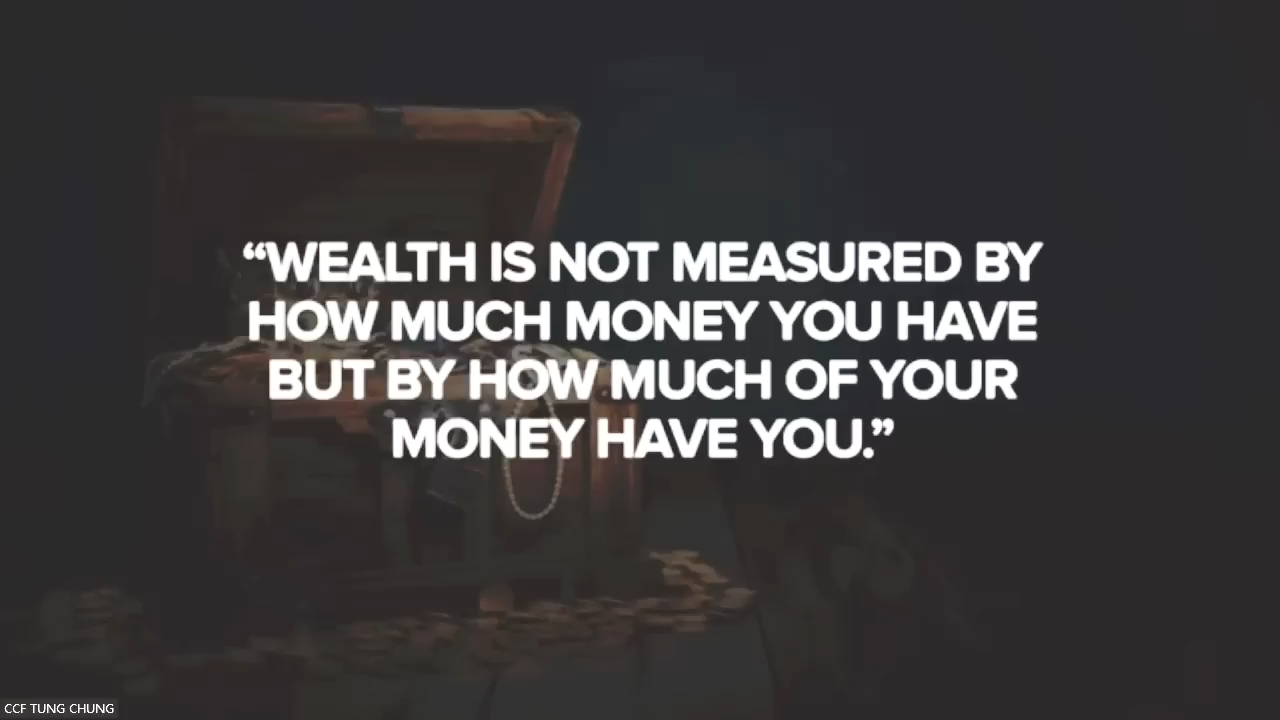 “WEALTH IS NOT MEASURED BY
HOW MUCH MONEY YOU HAVE
BUT BY HOW MUCH OF YOUR
MONEY HAVE YOU.”
CCF TUNG CHUNG